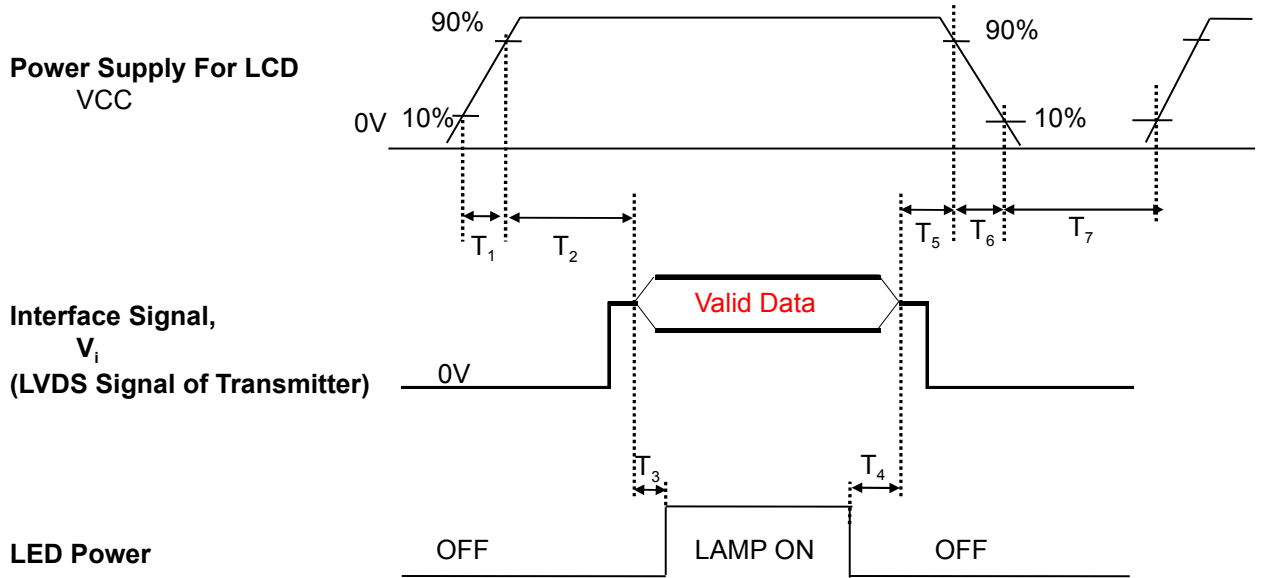 90%
90%
Power Supply For LCD
VCC
0V 10%
10%
T₁
T₂
T₅
T₆
T₇
Interface Signal,
Vᵢ
(LVDS Signal of Transmitter)
Valid Data
0V
T₃
T₄
LED Power
OFF
LAMP ON
OFF